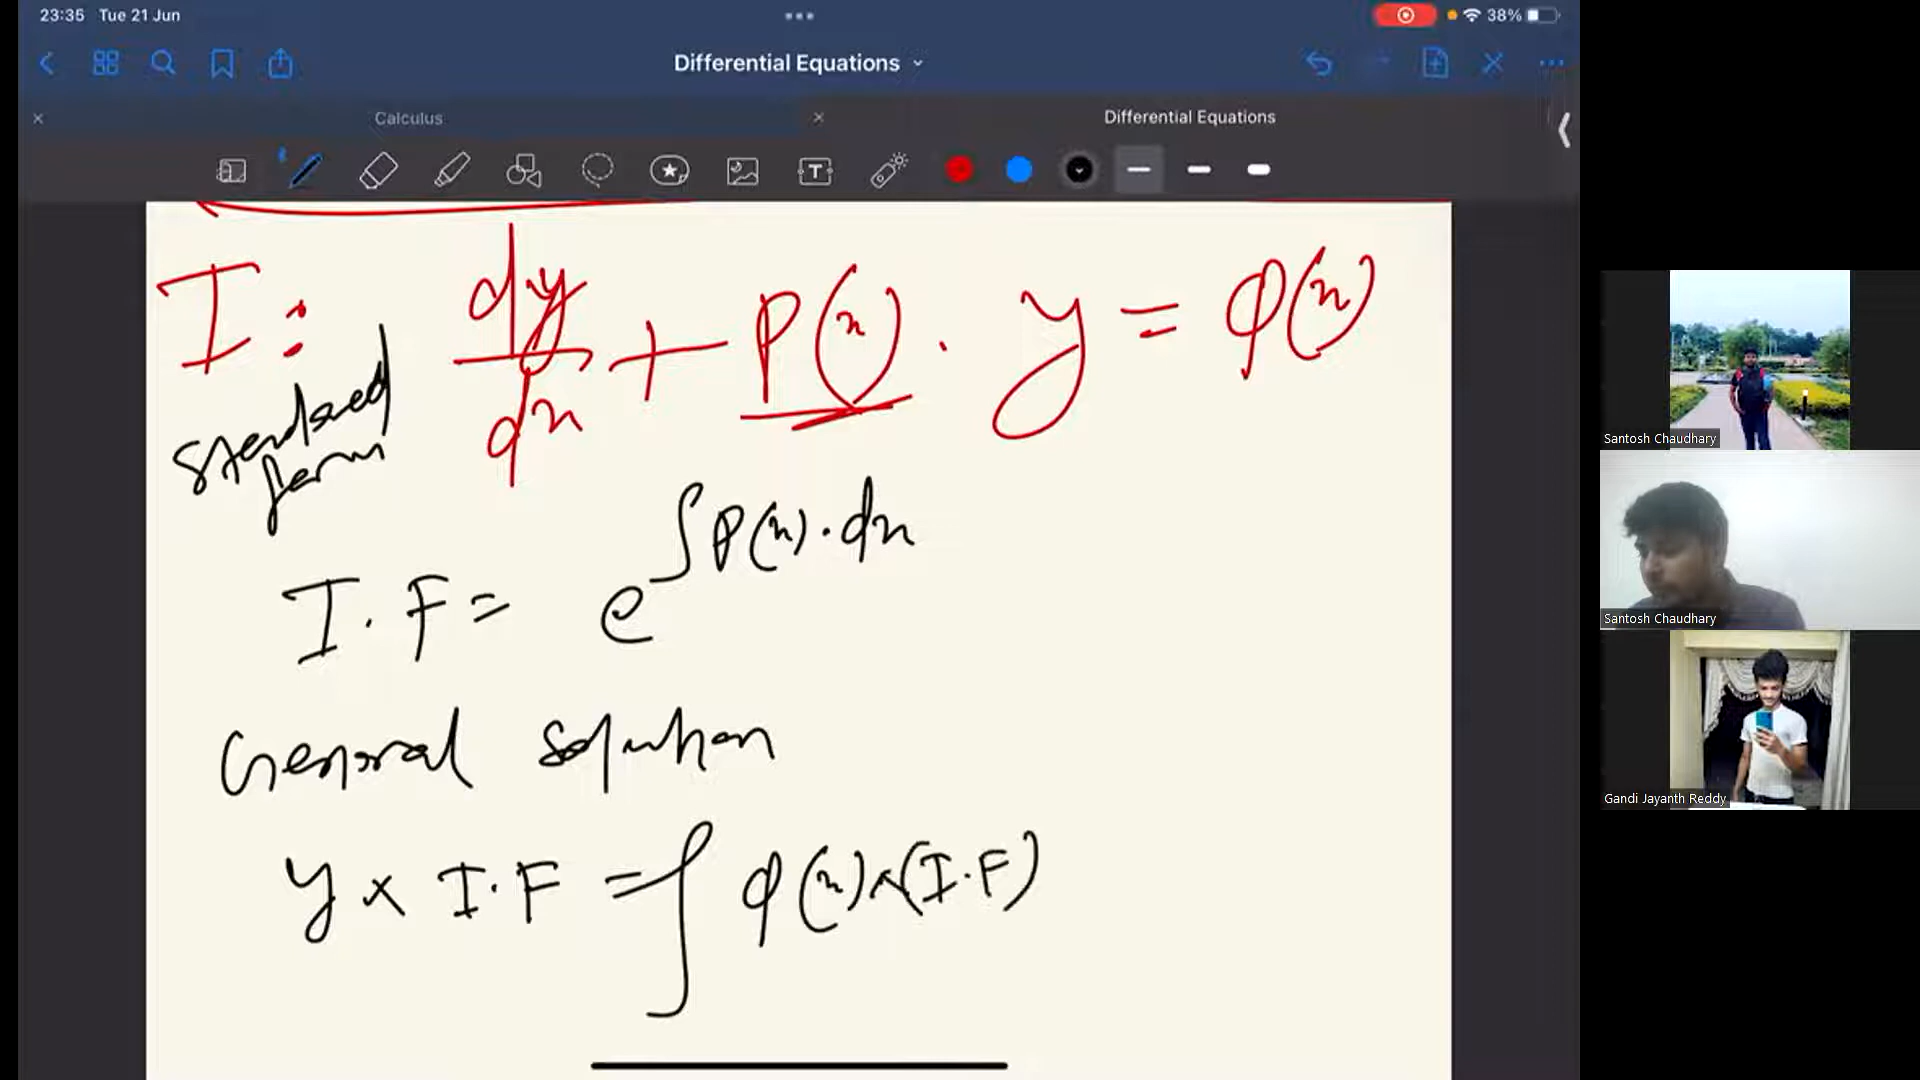 23:35 Tue 21 Jun
38%
Differential Equations
Calculus
Differential Equations
T
I: dy/dx + P(x) · y = φ(x)
standard
form
I.F = e^∫P(x)·dx
General solution
y × I.F = ∫ φ(x) × (I.F)
Santosh Chaudhary
Santosh Chaudhary
Gandi Jayanth Reddy